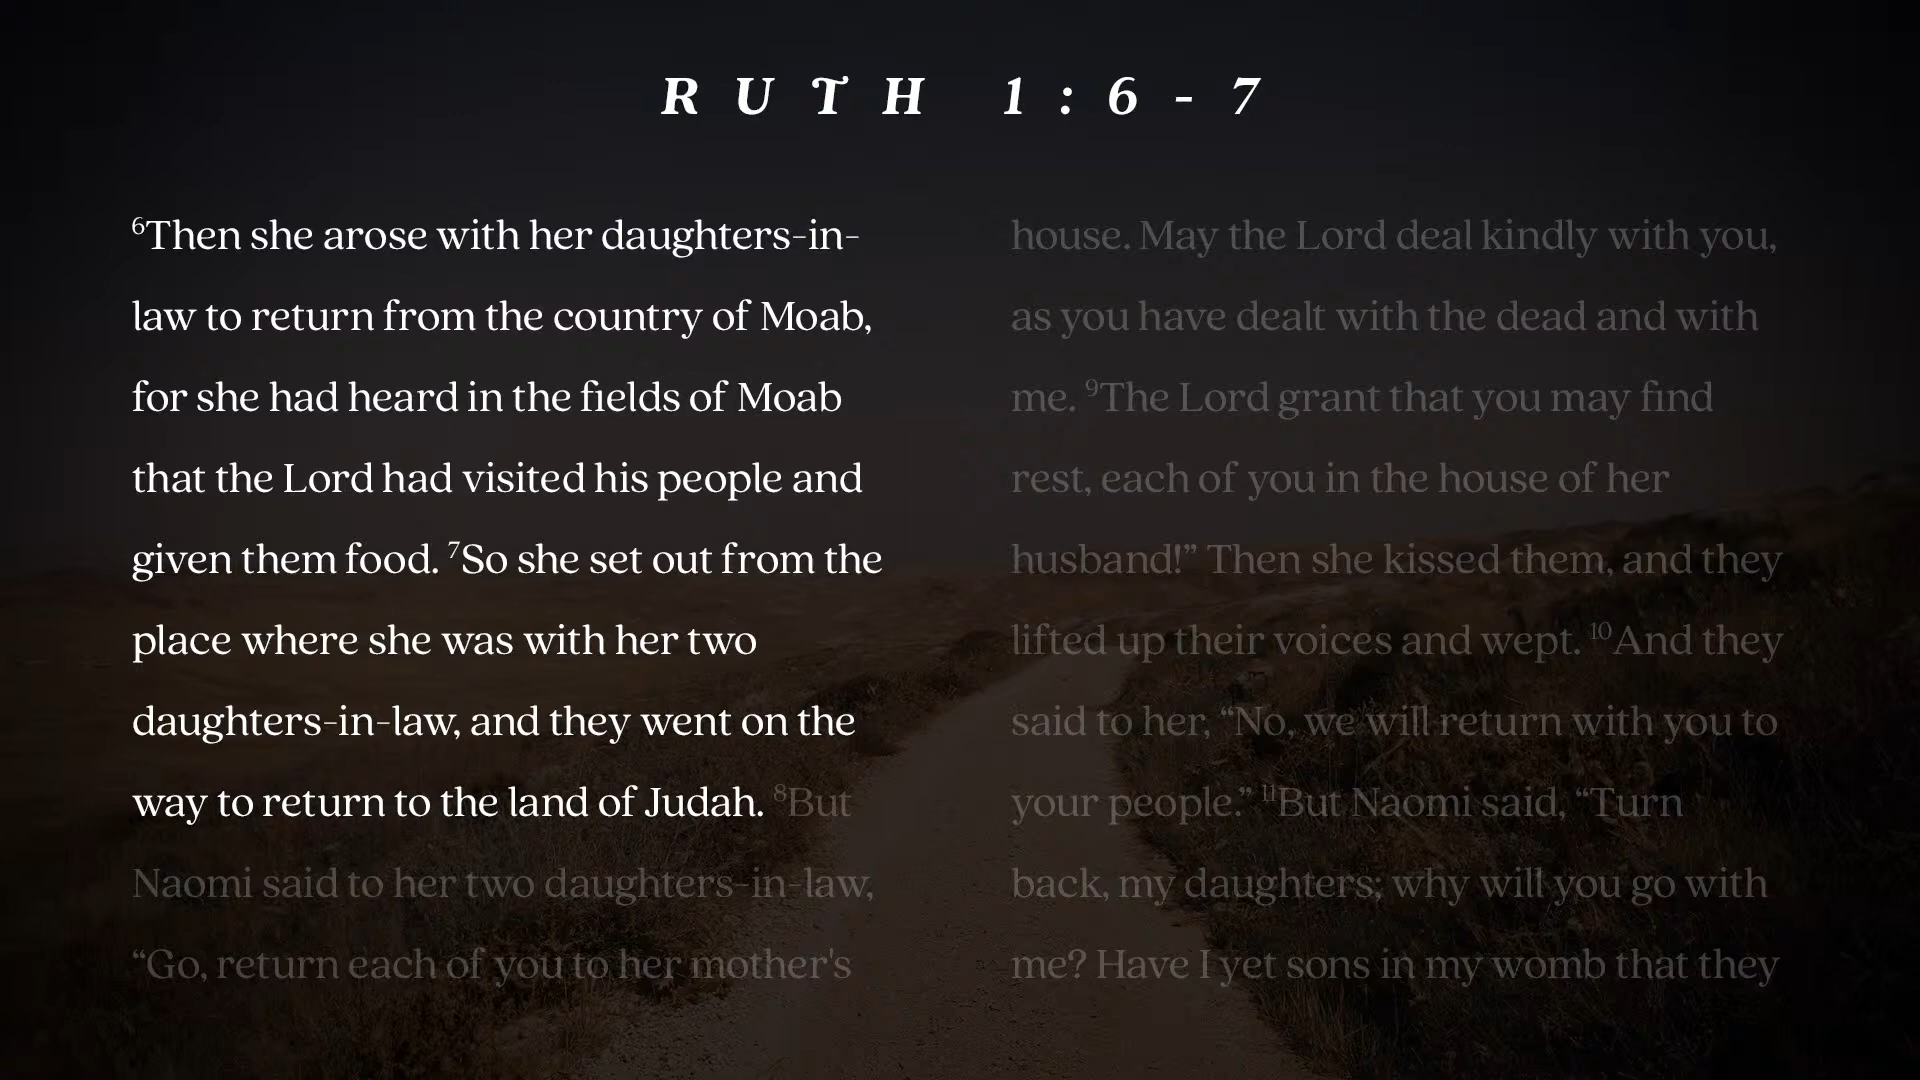 RUTH 1:6-7
6Then she arose with her daughters-in-
law to return from the country of Moab,
for she had heard in the fields of Moab
that the Lord had visited his people and
given them food. 7So she set out from the
place where she was with her two
daughters-in-law, and they went on the
way to return to the land of Judah. 8But
Naomi said to her two daughters-in-law,
“Go, return each of you to her mother's
house. May the Lord deal kindly with you,
as you have dealt with the dead and with
me. 9The Lord grant that you may find
rest, each of you in the house of her
husband!” Then she kissed them, and they
lifted up their voices and wept. 10And they
said to her, “No, we will return with you to
your people.” 11But Naomi said, “Turn
back, my daughters; why will you go with
me? Have I yet sons in my womb that they